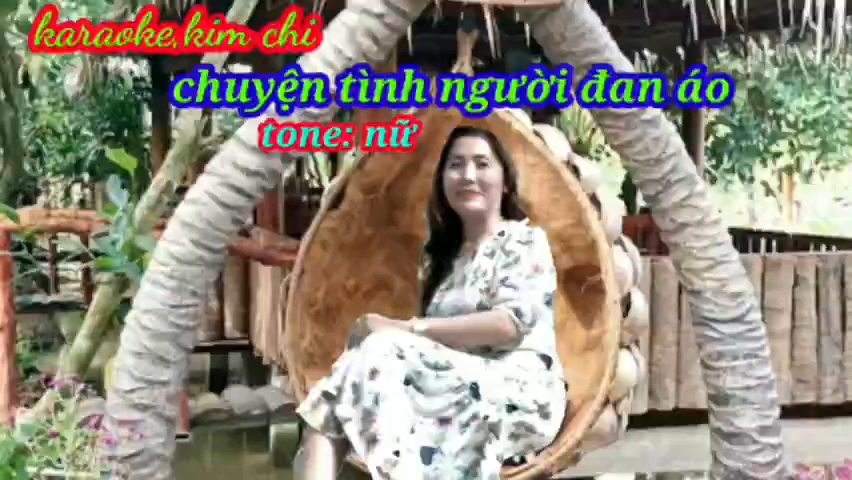 karaoke,kim chi
chuyện tình người đan áo
tone: nữ